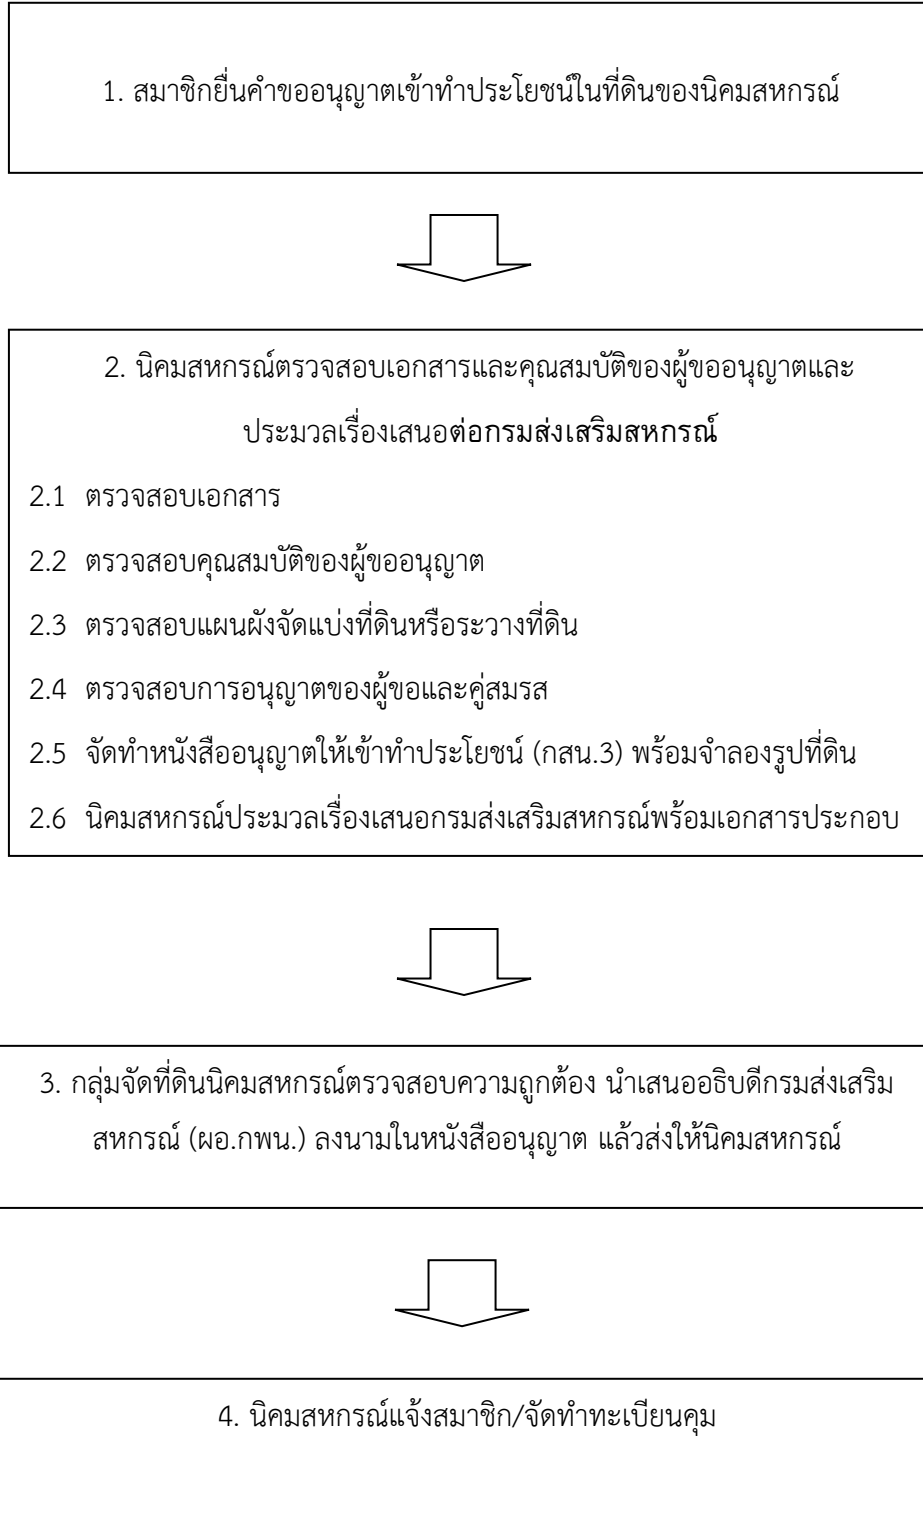 1. สมาชิกยื่นคำขออนุญาตเข้าทำประโยชน์ในที่ดินของนิคมสหกรณ์
2. นิคมสหกรณ์ตรวจสอบเอกสารและคุณสมบัติของผู้ขออนุญาตและ
ประมวลเรื่องเสนอต่อกรมส่งเสริมสหกรณ์
2.1 ตรวจสอบเอกสาร
2.2 ตรวจสอบคุณสมบัติของผู้ขออนุญาต
2.3 ตรวจสอบแผนผังจัดแบ่งที่ดินหรือระวางที่ดิน
2.4 ตรวจสอบการอนุญาตของผู้ขอและคู่สมรส
2.5 จัดทำหนังสืออนุญาตให้เข้าทำประโยชน์ (กสน.3) พร้อมจำลองรูปที่ดิน
2.6 นิคมสหกรณ์ประมวลเรื่องเสนอกรมส่งเสริมสหกรณ์พร้อมเอกสารประกอบ
3. กลุ่มจัดที่ดินนิคมสหกรณ์ตรวจสอบความถูกต้อง นำเสนออธิบดีกรมส่งเสริม
สหกรณ์ (ผอ.กพน.) ลงนามในหนังสืออนุญาต แล้วส่งให้นิคมสหกรณ์
4. นิคมสหกรณ์แจ้งสมาชิก/จัดทำทะเบียนคุม